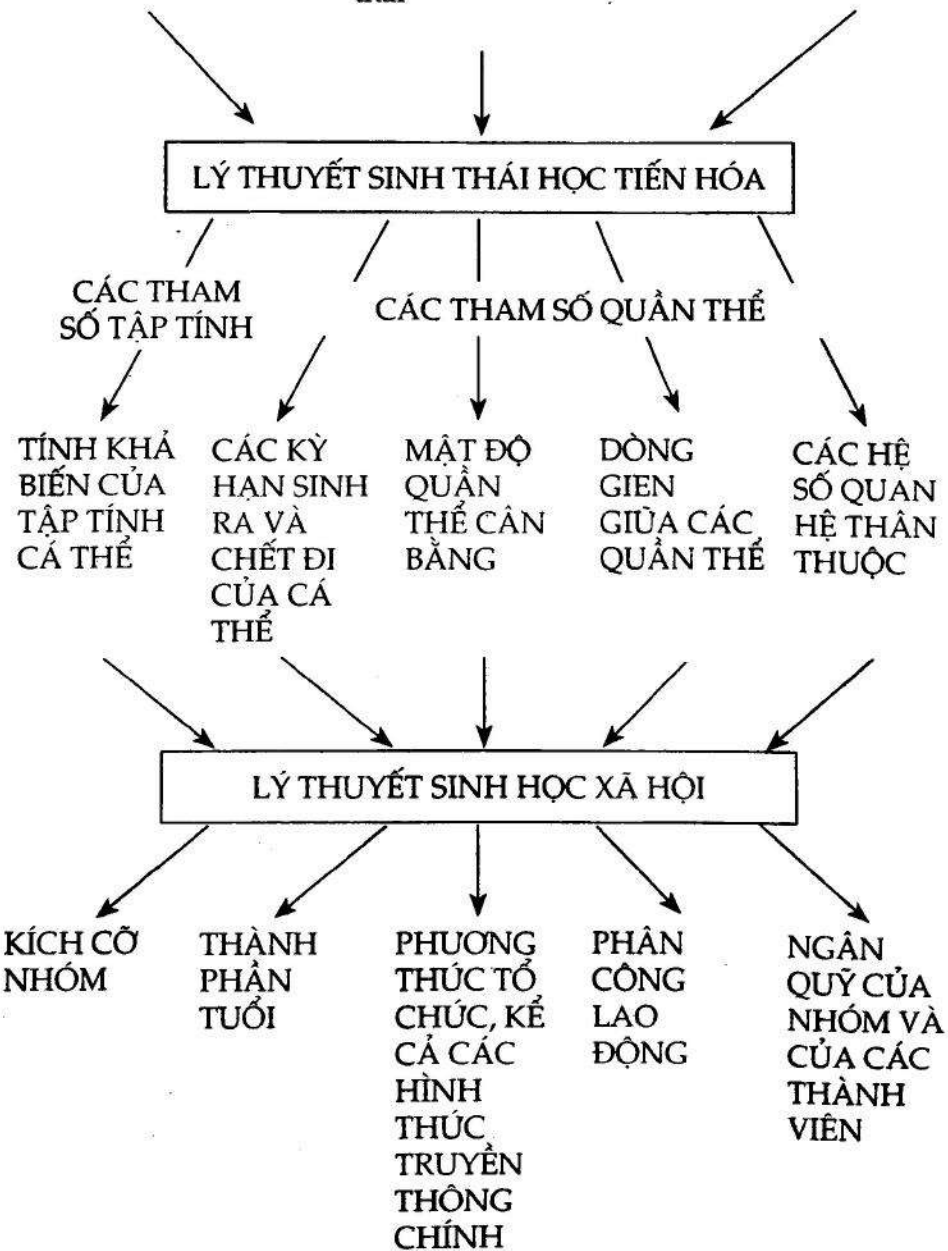 LÝ THUYẾT SINH THÁI HỌC TIẾN HÓA
CÁC THAM
SỐ TẬP TÍNH
CÁC THAM SỐ QUẦN THỂ
TÍNH KHẢ
BIẾN CỦA
TẬP TÍNH
CÁ THỂ
CÁC KỲ
HẠN SINH
RA VÀ
CHẾT ĐI
CỦA CÁ
THỂ
MẬT ĐỘ
QUẦN
THỂ CÂN
BẰNG
DÒNG
GIEN
GIỮA CÁC
QUẦN THỂ
CÁC HỆ
SỐ QUAN
HỆ THÂN
THUỘC
LÝ THUYẾT SINH HỌC XÃ HỘI
KÍCH CỠ
NHÓM
THÀNH
PHẦN
TUỔI
PHƯƠNG
THỨC TỔ
CHỨC, KỂ
CẢ CÁC
HÌNH
THỨC
TRUYỀN
THÔNG
CHÍNH
PHÂN
CÔNG
LAO
ĐỘNG
NGÂN
QUỸ CỦA
NHÓM VÀ
CỦA CÁC
THÀNH
VIÊN